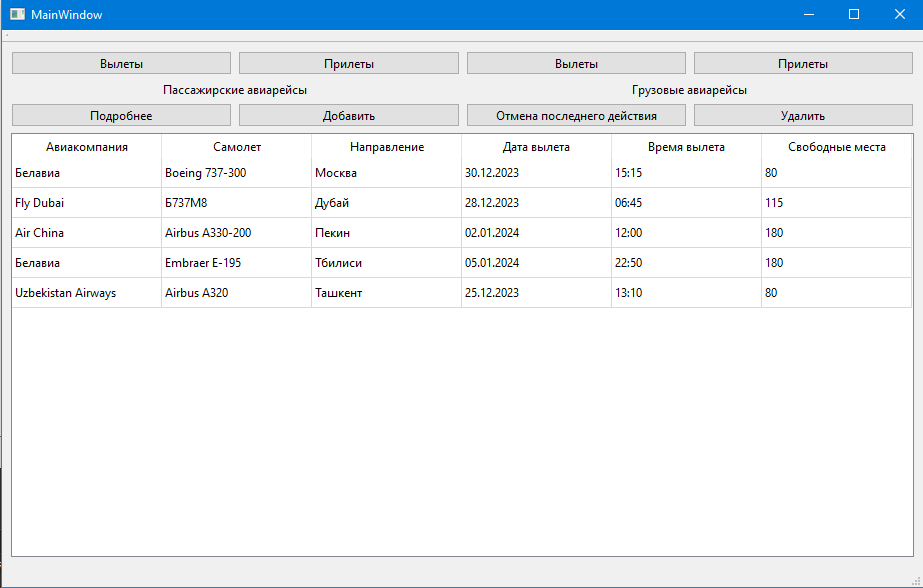 MainWindow
Вылеты Прилеты Вылеты Прилеты
Пассажирские авиарейсы Грузовые авиарейсы
Подробнее Добавить Отмена последнего действия Удалить
Авиакомпания Самолет Направление Дата вылета Время вылета Свободные места
Белавиа Boeing 737-300 Москва 30.12.2023 15:15 80
Fly Dubai Б737М8 Дубай 28.12.2023 06:45 115
Air China Airbus A330-200 Пекин 02.01.2024 12:00 180
Белавиа Embraer E-195 Тбилиси 05.01.2024 22:50 180
Uzbekistan Airways Airbus A320 Ташкент 25.12.2023 13:10 80